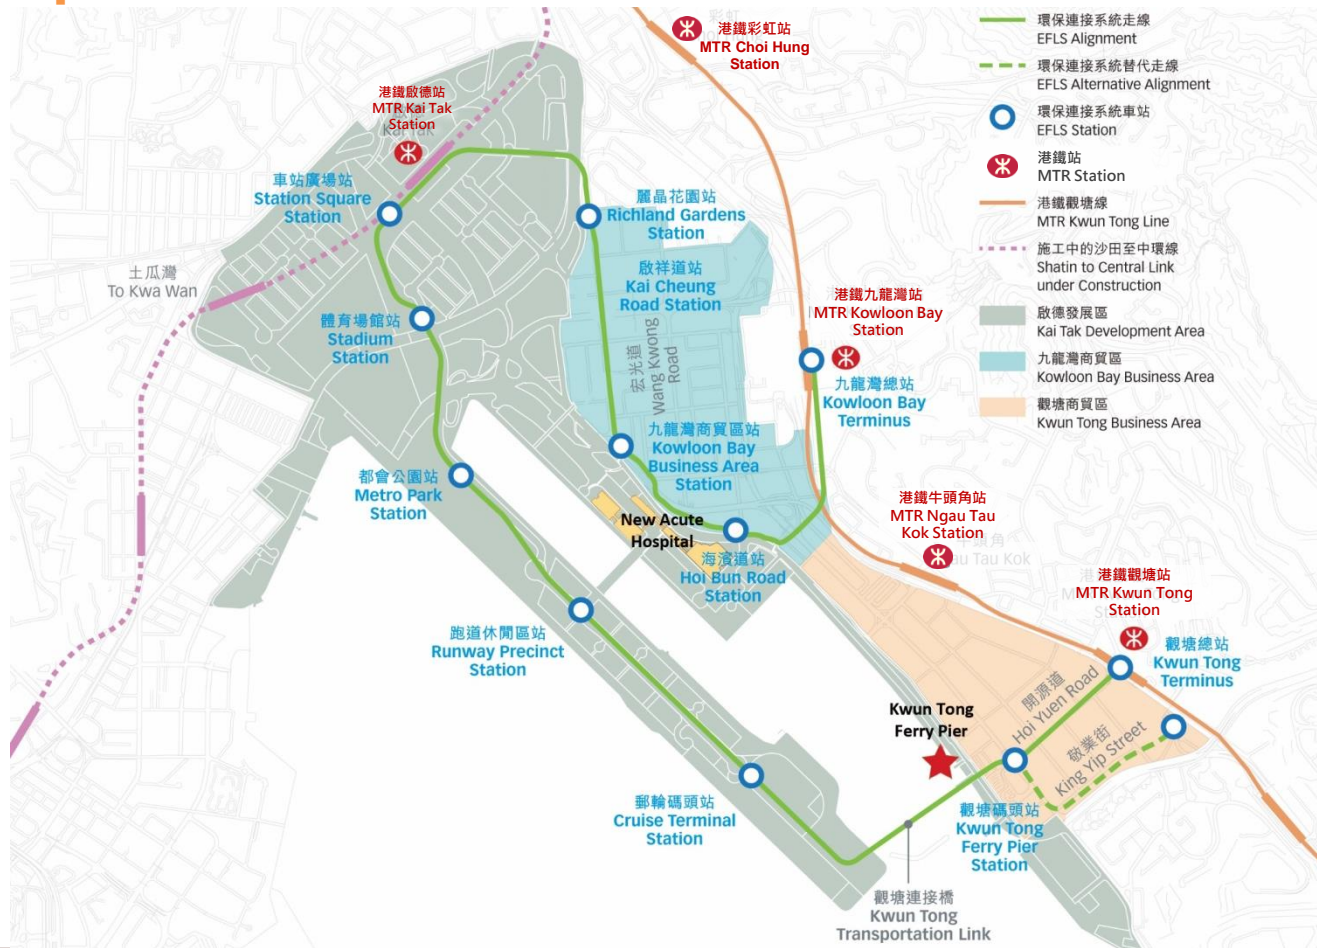 港鐵彩虹站
MTR Choi Hung
Station
環保連接系統走線
EFLS Alignment
環保連接系統替代走線
EFLS Alternative Alignment
環保連接系統車站
EFLS Station
港鐵站
MTR Station
港鐵觀塘線
MTR Kwun Tong Line
施工中的沙田至中環線
Shatin to Central Link
under Construction
啟德發展區
Kai Tak Development Area
九龍灣商貿區
Kowloon Bay Business Area
觀塘商貿區
Kwun Tong Business Area
港鐵啟德站
MTR Kai Tak
Station
車站廣場站
Station Square
Station
麗晶花園站
Richland Gardens
Station
土瓜灣
To Kwa Wan
啟祥道站
Kai Cheung
Road Station
體育場館站
Stadium
Station
宏光道
Wang Kwong
Road
港鐵九龍灣站
MTR Kowloon Bay
Station
九龍灣總站
Kowloon Bay
Terminus
九龍灣商貿區站
Kowloon Bay
Business Area
Station
都會公園站
Metro Park
Station
New Acute
Hospital
海濱道站
Hoi Bun Road
Station
港鐵牛頭角站
MTR Ngau Tau
Kok Station
au Tau Kok
港鐵觀塘站
MTR Kwun Tong
Station
觀塘總站
Kwun Tong
Terminus
跑道休閒區站
Runway Precinct
Station
開源道
Hoi Yuen Road
敬業街
King Yip Street
Kwun Tong
Ferry Pier
郵輪碼頭站
Cruise Terminal
Station
觀塘碼頭站
Kwun Tong
Ferry Pier
Station
觀塘連接橋
Kwun Tong
Transportation Link